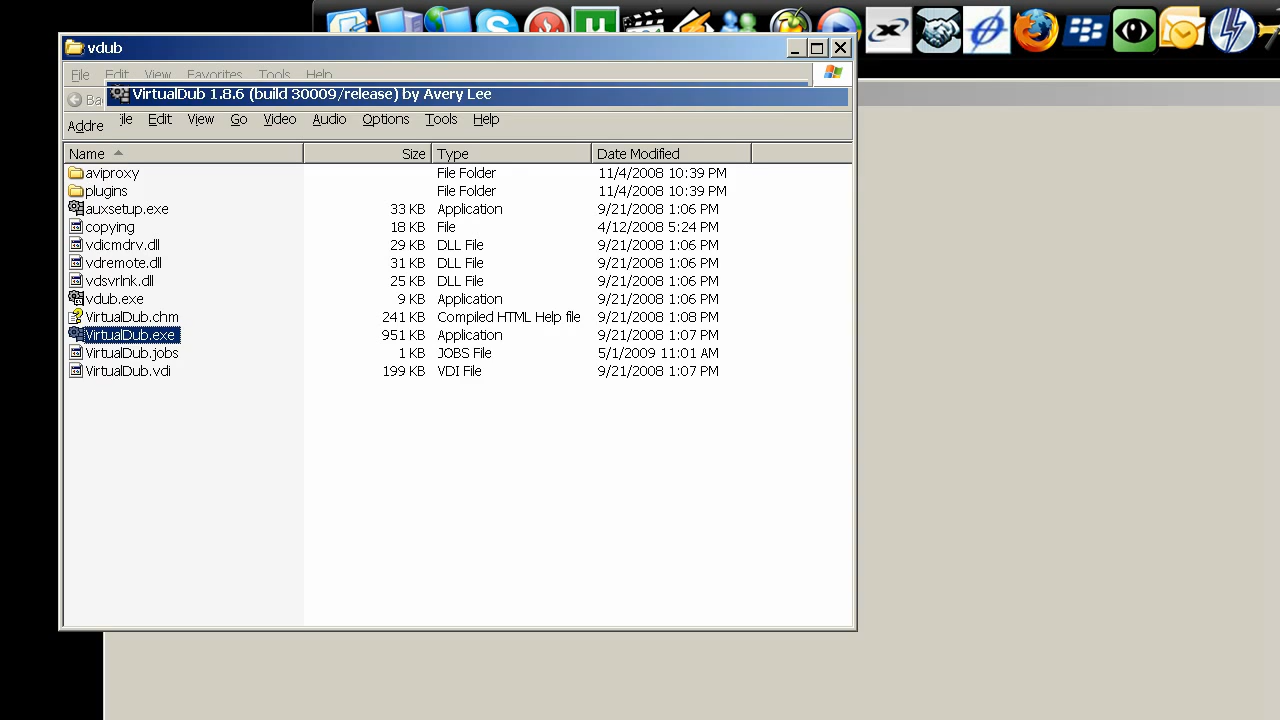 vdub
File Edit View Favorites Tools Help
Ba
VirtualDub 1.8.6 (build 30009/release) by Avery Lee
Addre
ile Edit View Go Video Audio Options Tools Help
Name Size Type Date Modified
aviproxy File Folder 11/4/2008 10:39 PM
plugins File Folder 11/4/2008 10:39 PM
auxsetup.exe 33 KB Application 9/21/2008 1:06 PM
copying 18 KB File 4/12/2008 5:24 PM
vdicmdrv.dll 29 KB DLL File 9/21/2008 1:06 PM
vdremote.dll 31 KB DLL File 9/21/2008 1:06 PM
vdsvrlnk.dll 25 KB DLL File 9/21/2008 1:06 PM
vdub.exe 9 KB Application 9/21/2008 1:06 PM
VirtualDub.chm 241 KB Compiled HTML Help file 9/21/2008 1:08 PM
VirtualDub.exe 951 KB Application 9/21/2008 1:07 PM
VirtualDub.jobs 1 KB JOBS File 5/1/2009 11:01 AM
VirtualDub.vdi 199 KB VDI File 9/21/2008 1:07 PM